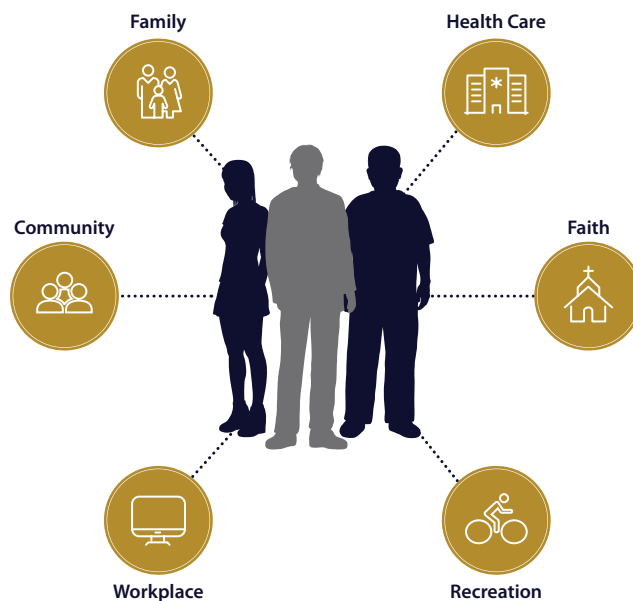 Family
Health Care
Community
Faith
Workplace
Recreation